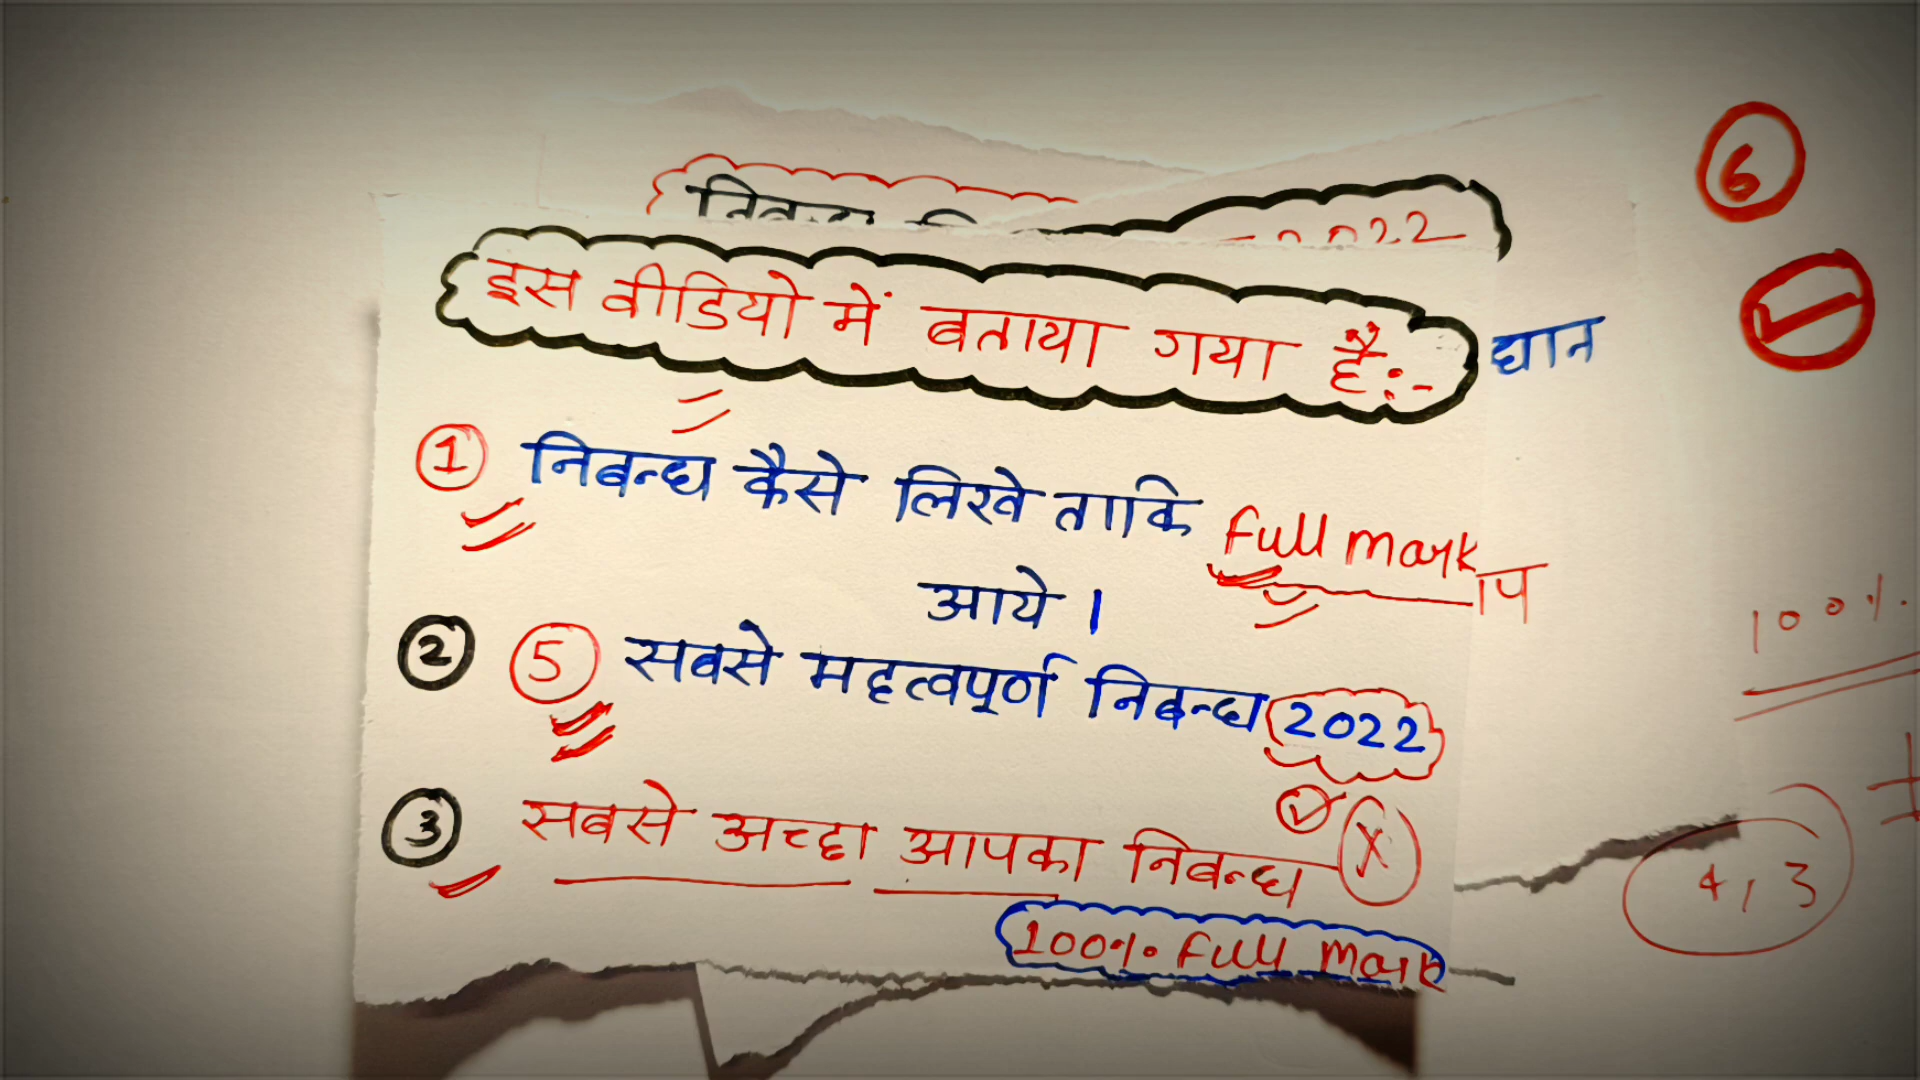 2022
इस वीडियो में बताया गया है:-
① निबन्ध कैसे लिखे ताकि full mark
आये ।
② ⑤ सबसे महत्वपूर्ण निबन्ध 2022
③ सबसे अच्छा आपका निबन्ध
100% full mark
6
100%
4, 3